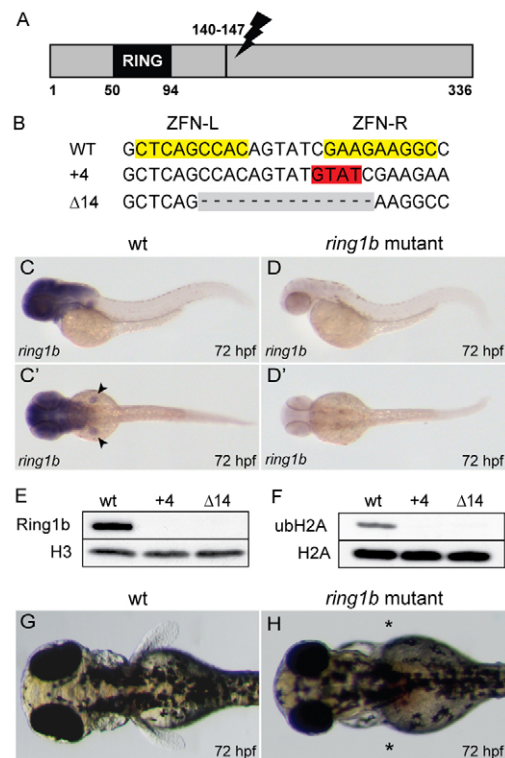 A
140-147
RING
1 50 94 336
B
ZFN-L ZFN-R
WT GCTCAGCCACAGTATCGAAGAAGGCC
+4 GCTCAGCCACAGTATGTATCGAAGAA
Δ14 GCTCAG--------------AAGGCC
wt ring1b mutant
C D
ring1b 72 hpf ring1b 72 hpf
C' D'
ring1b 72 hpf ring1b 72 hpf
E F
wt +4 Δ14 wt +4 Δ14
Ring1b ubH2A
H3 H2A
wt ring1b mutant
G H
* 
*
72 hpf 72 hpf